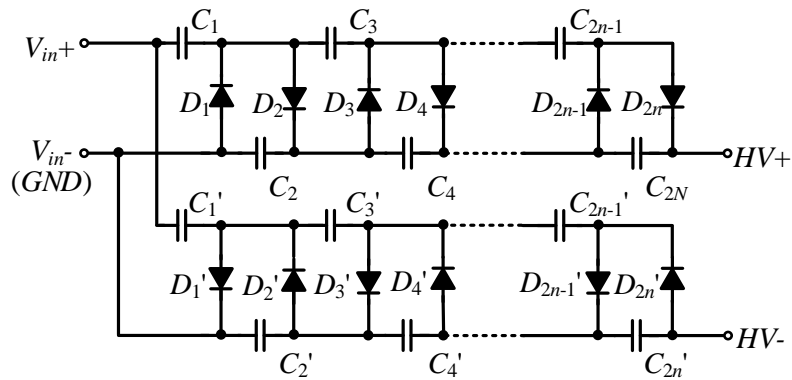 C1 C3 C2n-1
Vin+
D1 D2 D3 D4 D2n-1 D2n
Vin-
(GND)
HV+
C2 C4 C2N
C1' C3' C2n-1'
D1' D2' D3' D4' D2n-1' D2n'
HV-
C2' C4' C2n'